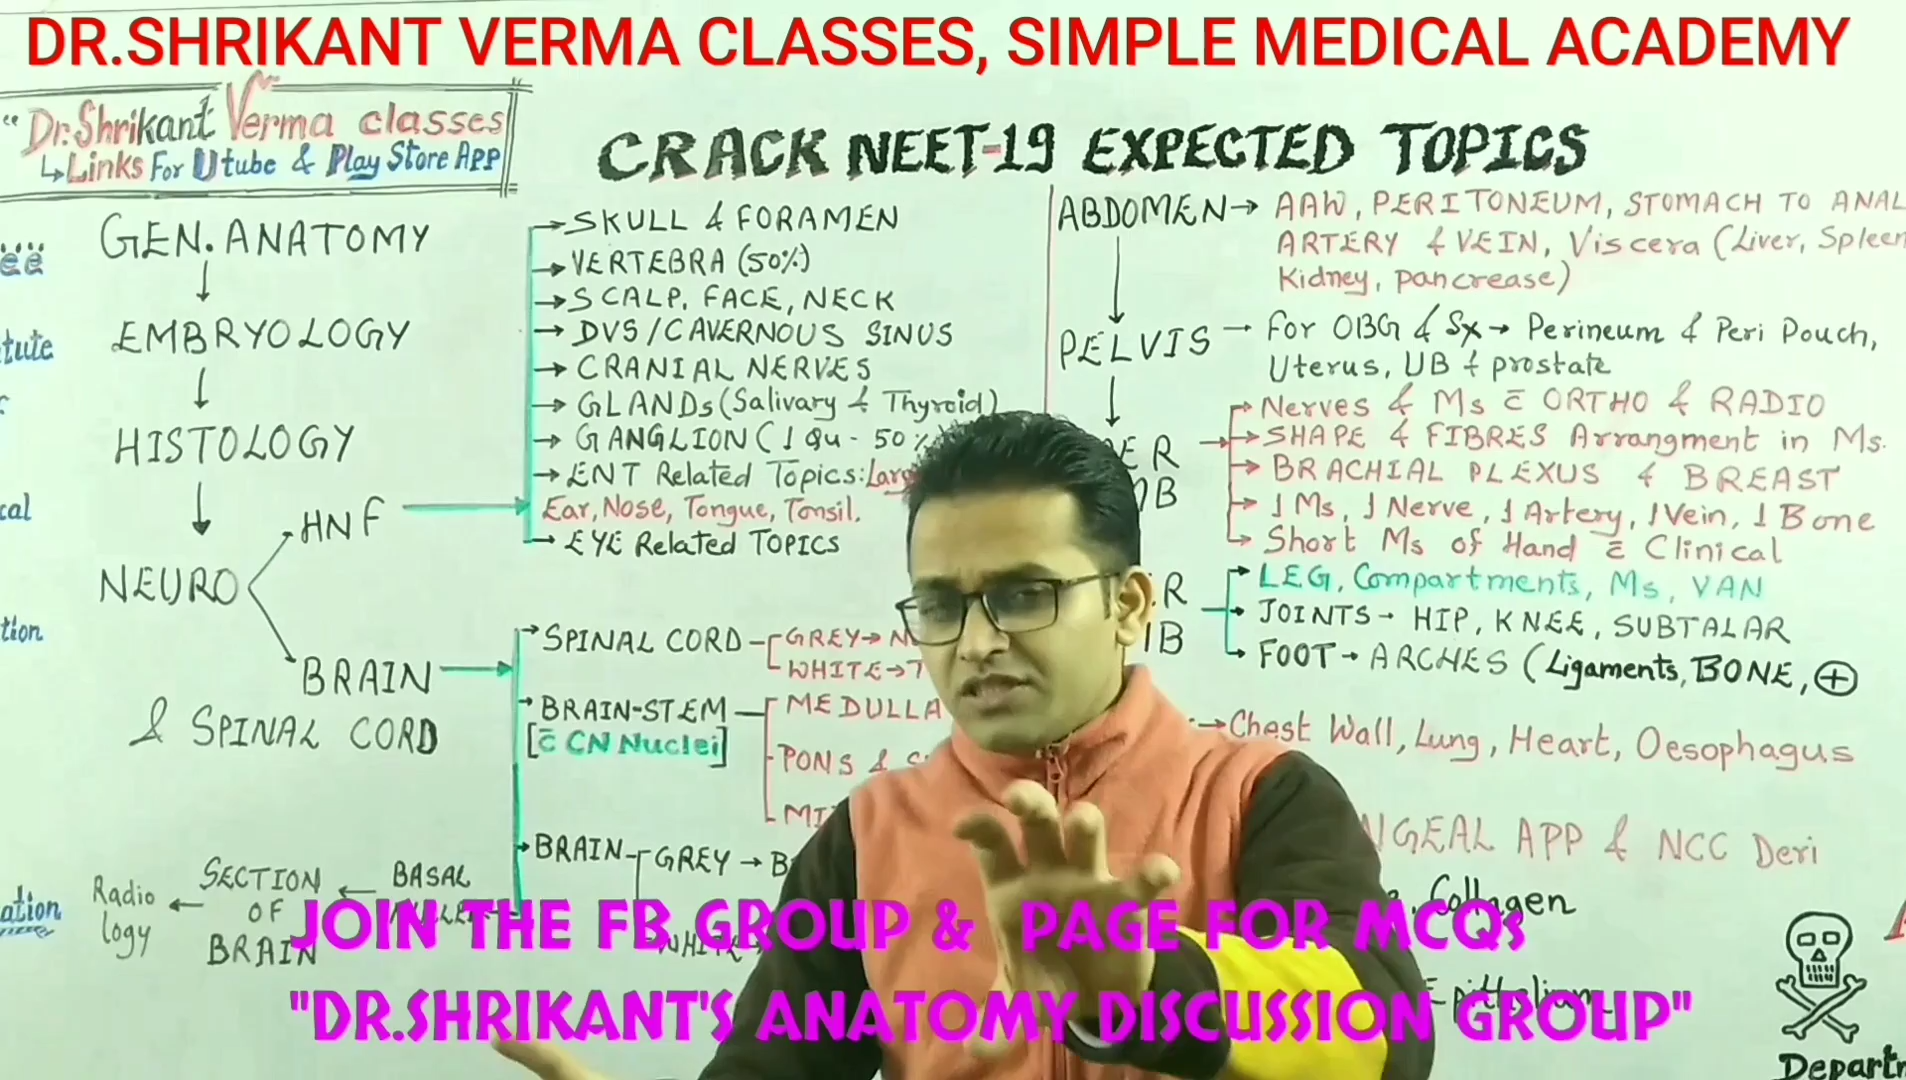 DR.SHRIKANT VERMA CLASSES, SIMPLE MEDICAL ACADEMY
"Dr.Shrikant Verma classes
↳Links For Utube & Play Store App
CRACK NEET-19 EXPECTED TOPICS
GEN. ANATOMY
EMBRYOLOGY
HISTOLOGY
NEURO
HNF
BRAIN
& SPINAL CORD
→SKULL & FORAMEN
→VERTEBRA (50%)
→SCALP, FACE, NECK
→DVS/CAVERNOUS SINUS
→CRANIAL NERVES
→GLANDs (Salivary & Thyroid)
→GANGLION (1 Qu - 50%
→ENT Related Topics:
Ear, Nose, Tongue, Tonsil.
→EYE Related TOPICS
→SPINAL CORD
GREY→
WHITE→
→BRAIN-STEM
[c̄ CN Nuclei]
MEDULLA
PONS &
→BRAIN
GREY →
WHITE
BASAL
SECTION OF BRAIN
Radio
logy
ABDOMEN→ AAW, PERITONEUM, STOMACH TO ANAL
ARTERY & VEIN, Viscera (Liver, Spleen
Kidney, pancrease)
PELVIS → For OBG & Sx→ Perineum & Peri Pouch,
Uterus, UB & prostate
→Nerves & Ms c̄ ORTHO & RADIO
→SHAPE & FIBRES Arrangment in Ms.
→BRACHIAL PLEXUS & BREAST
→1 Ms, 1 Nerve, 1 Artery, 1 Vein, 1 Bone
→Short Ms of Hand c̄ Clinical
→LEG, Compartments, Ms, VAN
→JOINTS- HIP, KNEE, SUBTALAR
→FOOT→ARCHES (Ligaments, BONE, ⊕
→Chest Wall, Lung, Heart, Oesophagus
APP & NCC Deri
Collagen
JOIN THE FB GROUP & PAGE FOR MCQs
"DR.SHRIKANT'S ANATOMY DISCUSSION GROUP"